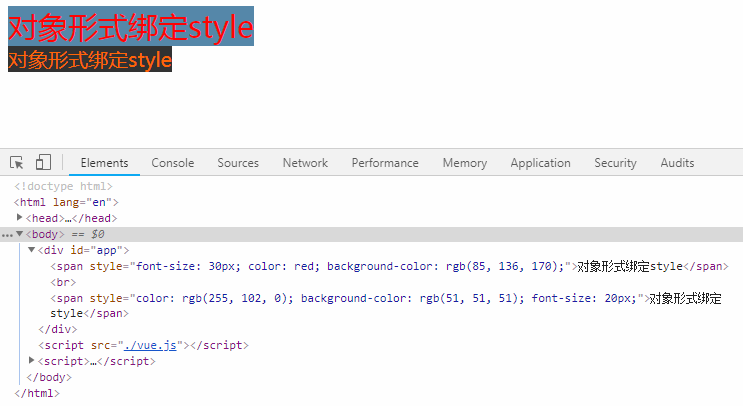 对象形式绑定style
对象形式绑定style
Elements Console Sources Network Performance Memory Application Security Audits
<!doctype html>
<html lang="en">
<head>…</head>
<body> == $0
<div id="app">
<span style="font-size: 30px; color: red; background-color: rgb(85, 136, 170);">对象形式绑定style</span>
<br>
<span style="color: rgb(255, 102, 0); background-color: rgb(51, 51, 51); font-size: 20px;">对象形式绑定
style</span>
</div>
<script src="./vue.js"></script>
<script>…</script>
</body>
</html>